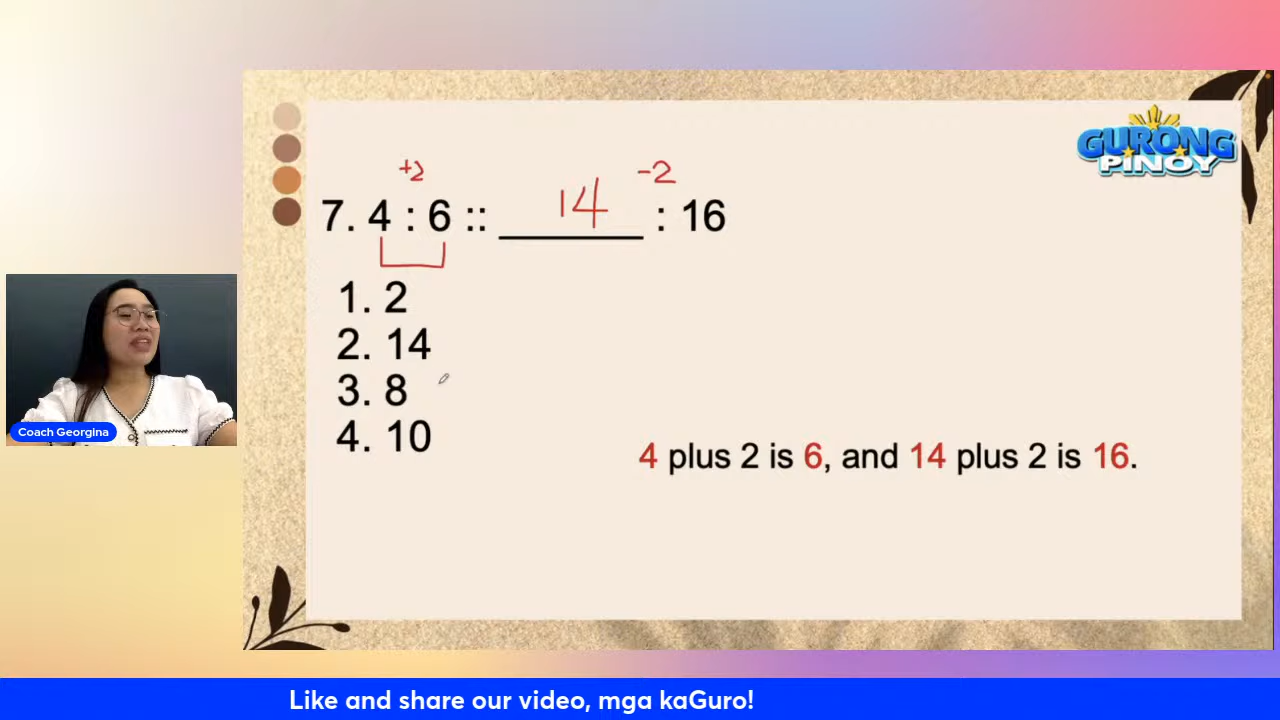 GURONG
PINOY
+2
-2
7. 4 : 6 :: 14 : 16
1. 2
2. 14
3. 8
4. 10
Coach Georgina
4 plus 2 is 6, and 14 plus 2 is 16.
Like and share our video, mga kaGuro!